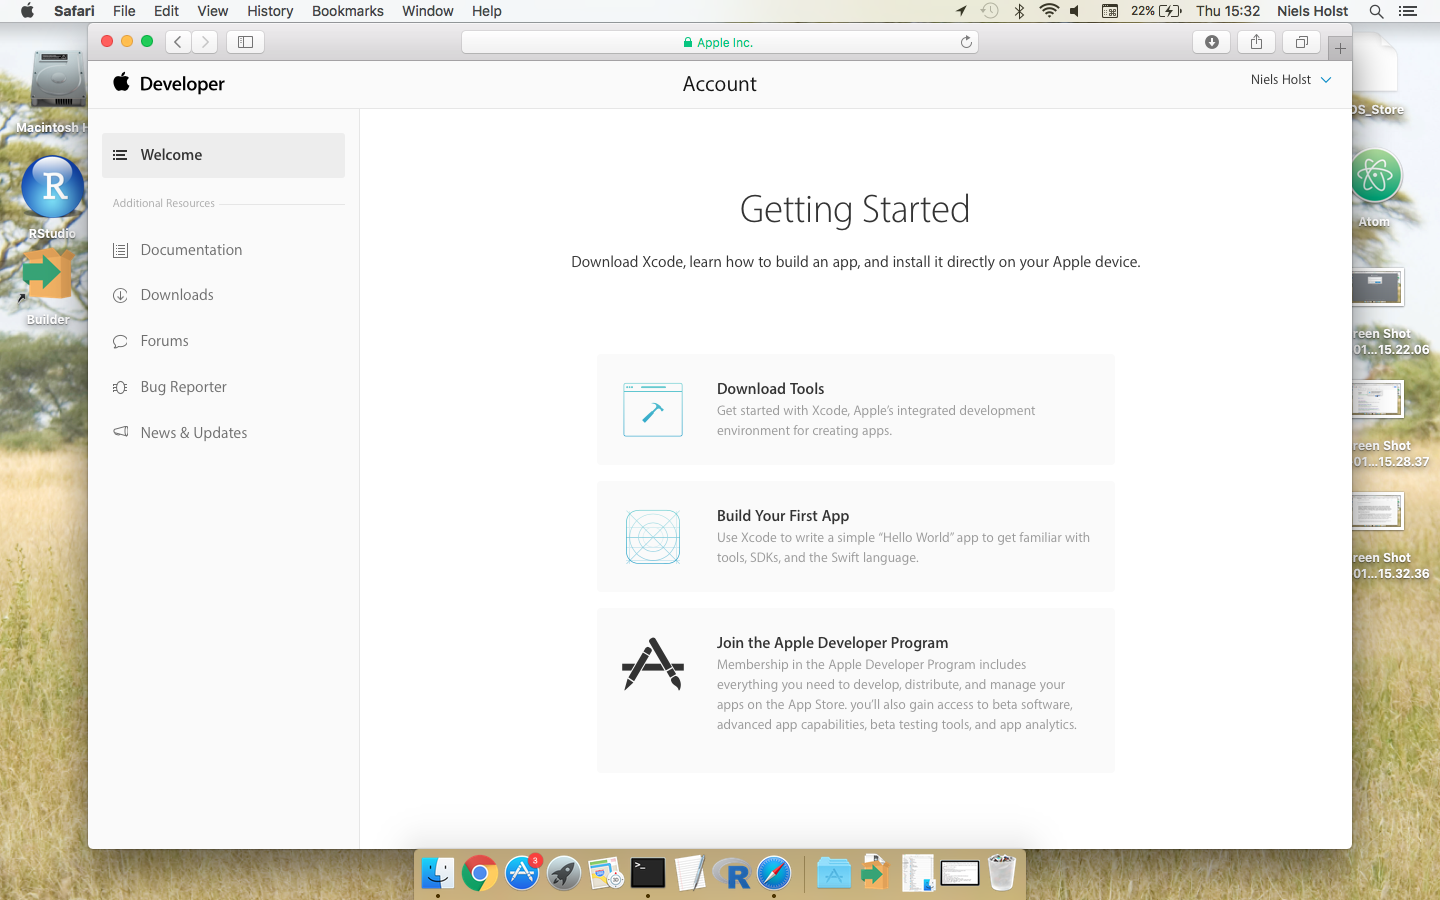 Safari File Edit View History Bookmarks Window Help 22% Thu 15:32 Niels Holst
Apple Inc.
Developer
Account
Niels Holst
Welcome
Additional Resources
Documentation
Downloads
Forums
Bug Reporter
News & Updates
Getting Started
Download Xcode, learn how to build an app, and install it directly on your Apple device.
Download Tools
Get started with Xcode, Apple's integrated development
environment for creating apps.
Build Your First App
Use Xcode to write a simple “Hello World” app to get familiar with
tools, SDKs, and the Swift language.
Join the Apple Developer Program
Membership in the Apple Developer Program includes
everything you need to develop, distribute, and manage your
apps on the App Store. you'll also gain access to beta software,
advanced app capabilities, beta testing tools, and app analytics.
Macintosh H
R
RStudio
Builder
DS_Store
Atom
reen Shot
01...15.22.06
reen Shot
01...15.28.37
reen Shot
01...15.32.36
3
R